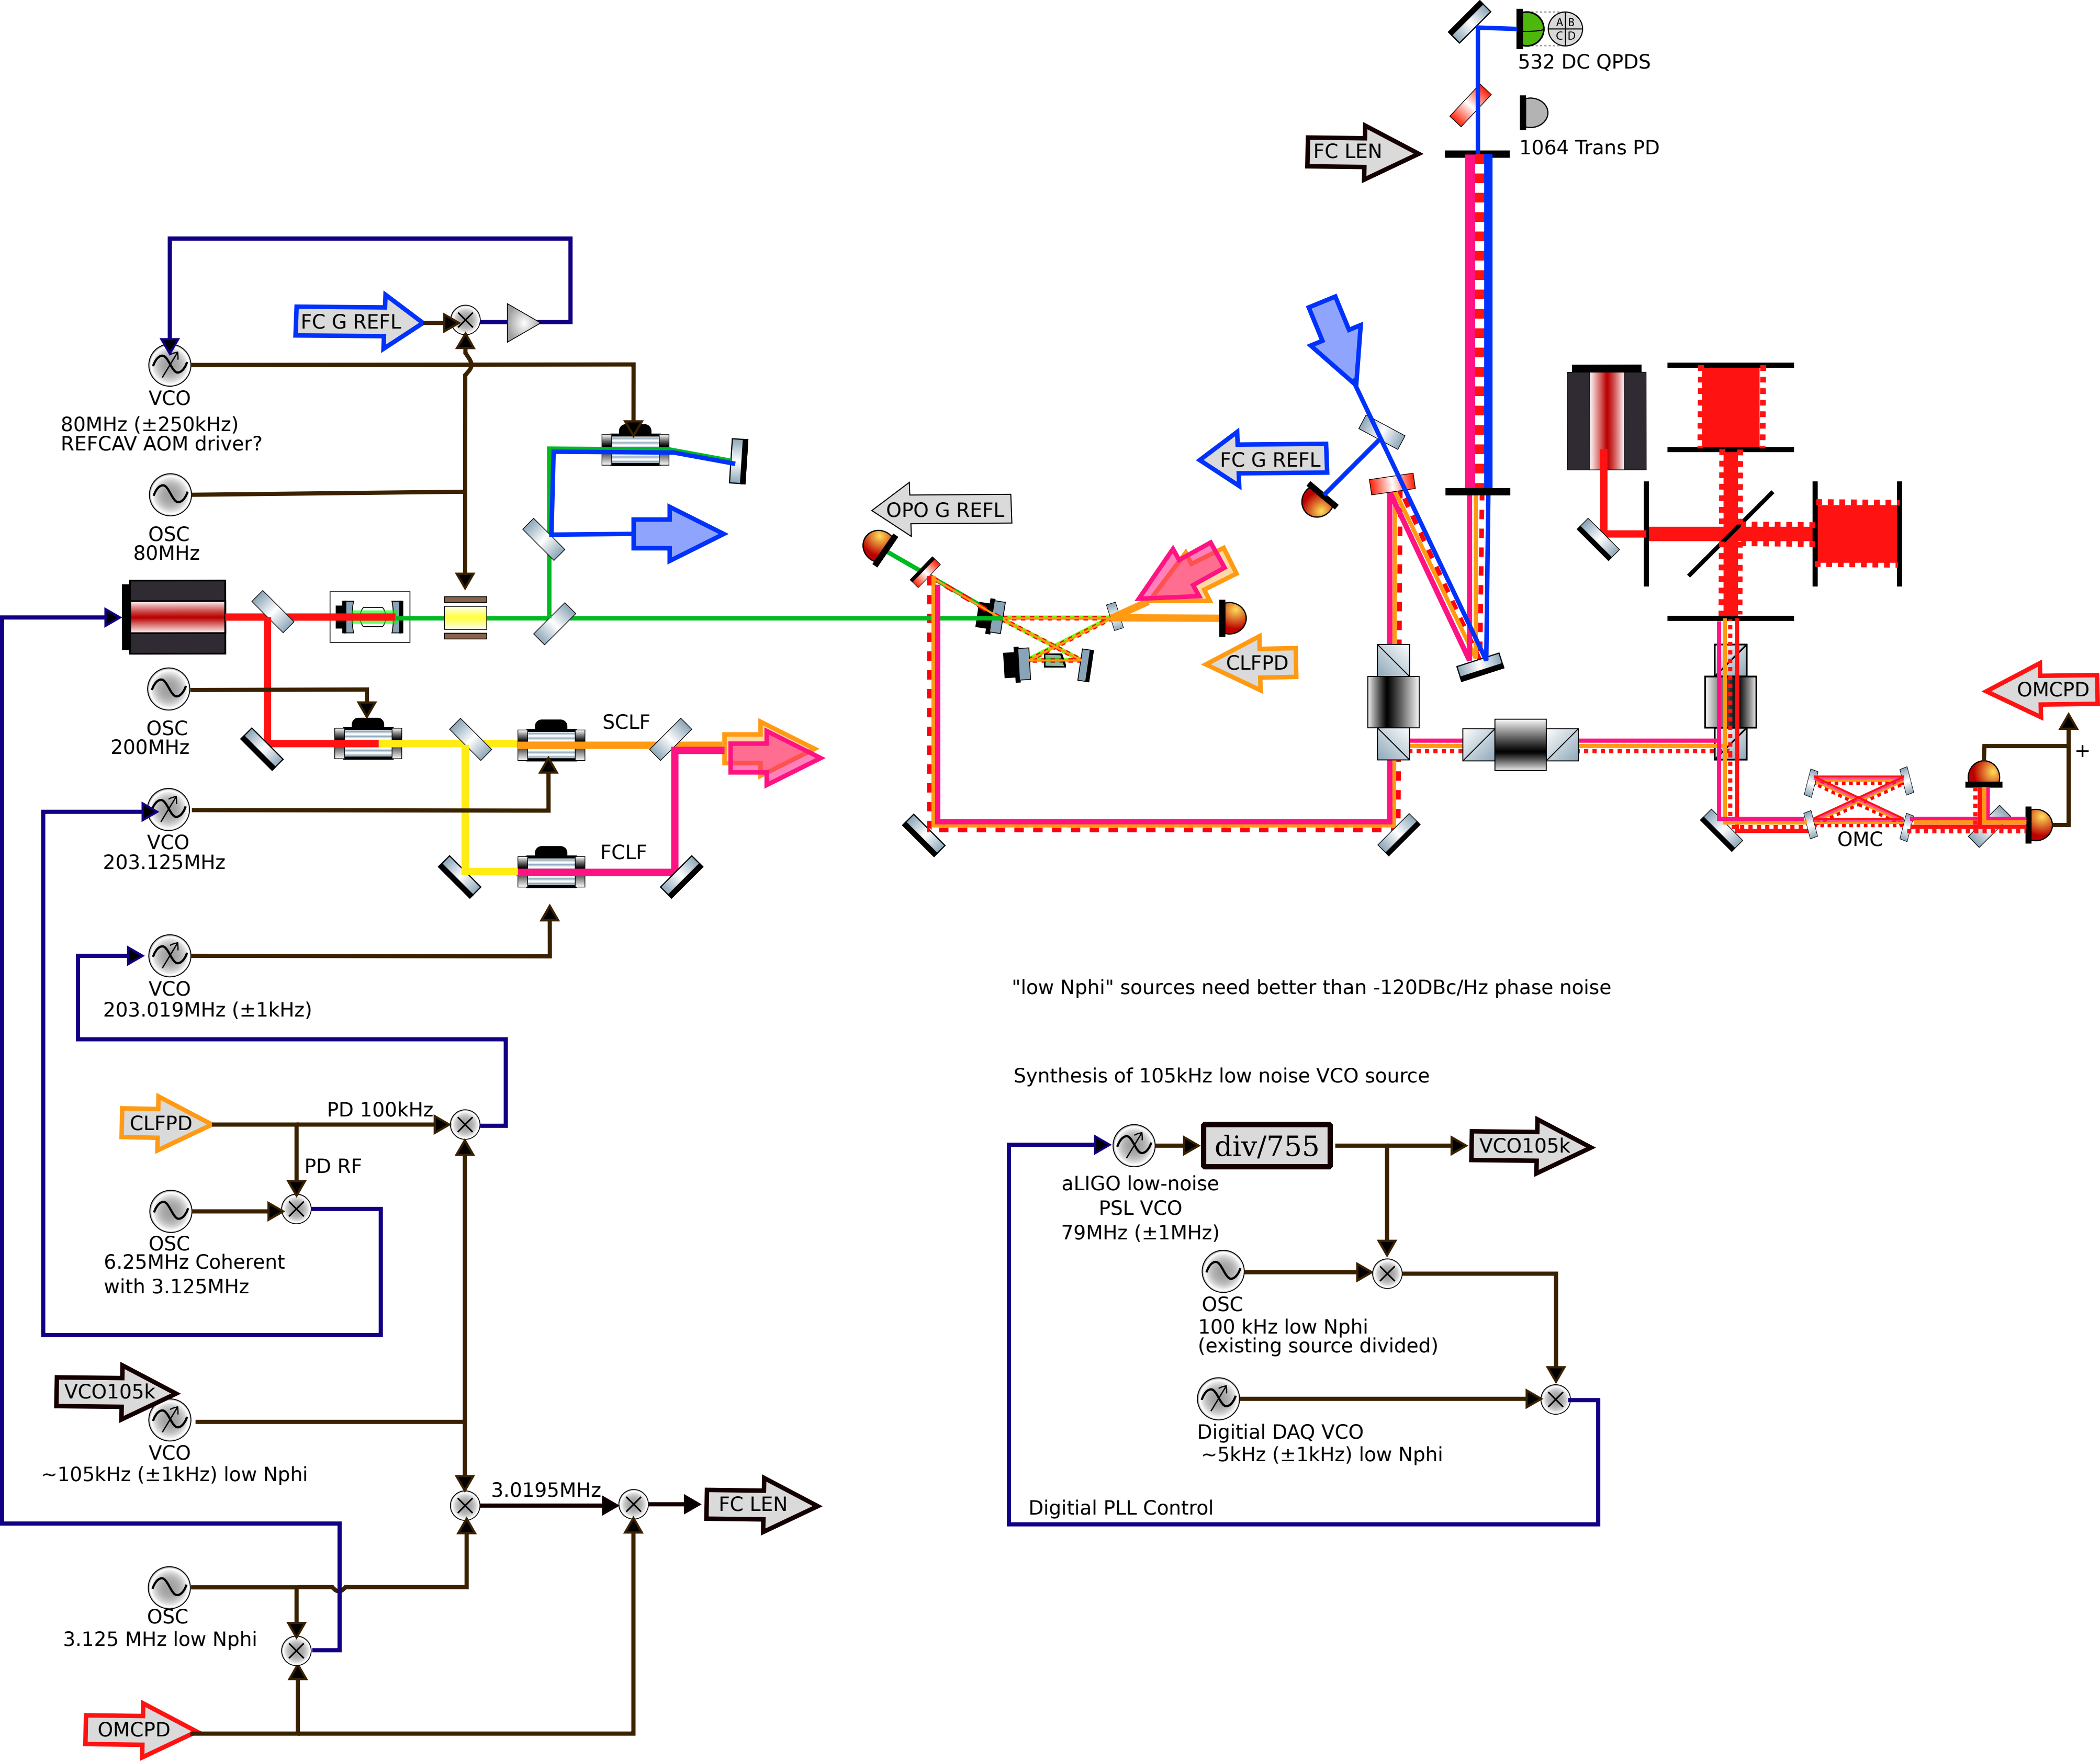 A B
C D
532 DC QPDS
1064 Trans PD
FC LEN
FC G REFL
VCO
80MHz (±250kHz)
REFCAV AOM driver?
OSC
80MHz
FC G REFL
OPO G REFL
CLFPD
OMCPD
+
OMC
OSC
200MHz
SCLF
VCO
203.125MHz
FCLF
VCO
203.019MHz (±1kHz)
"low Nphi" sources need better than -120DBc/Hz phase noise
Synthesis of 105kHz low noise VCO source
CLFPD
PD 100kHz
PD RF
OSC
6.25MHz Coherent
with 3.125MHz
div/755
VCO105k
aLIGO low-noise
PSL VCO
79MHz (±1MHz)
OSC
100 kHz low Nphi
(existing source divided)
Digitial DAQ VCO
~5kHz (±1kHz) low Nphi
Digitial PLL Control
VCO105k
VCO
~105kHz (±1kHz) low Nphi
3.0195MHz
FC LEN
OSC
3.125 MHz low Nphi
OMCPD